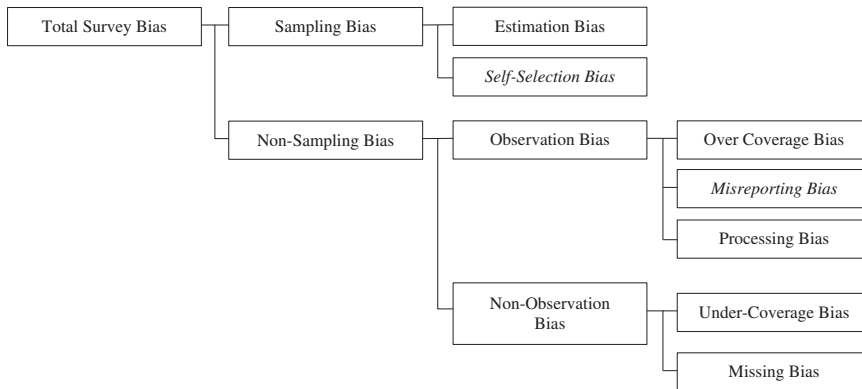 Total Survey Bias
Sampling Bias
Estimation Bias
Self-Selection Bias
Non-Sampling Bias
Observation Bias
Over Coverage Bias
Misreporting Bias
Processing Bias
Non-Observation
Bias
Under-Coverage Bias
Missing Bias